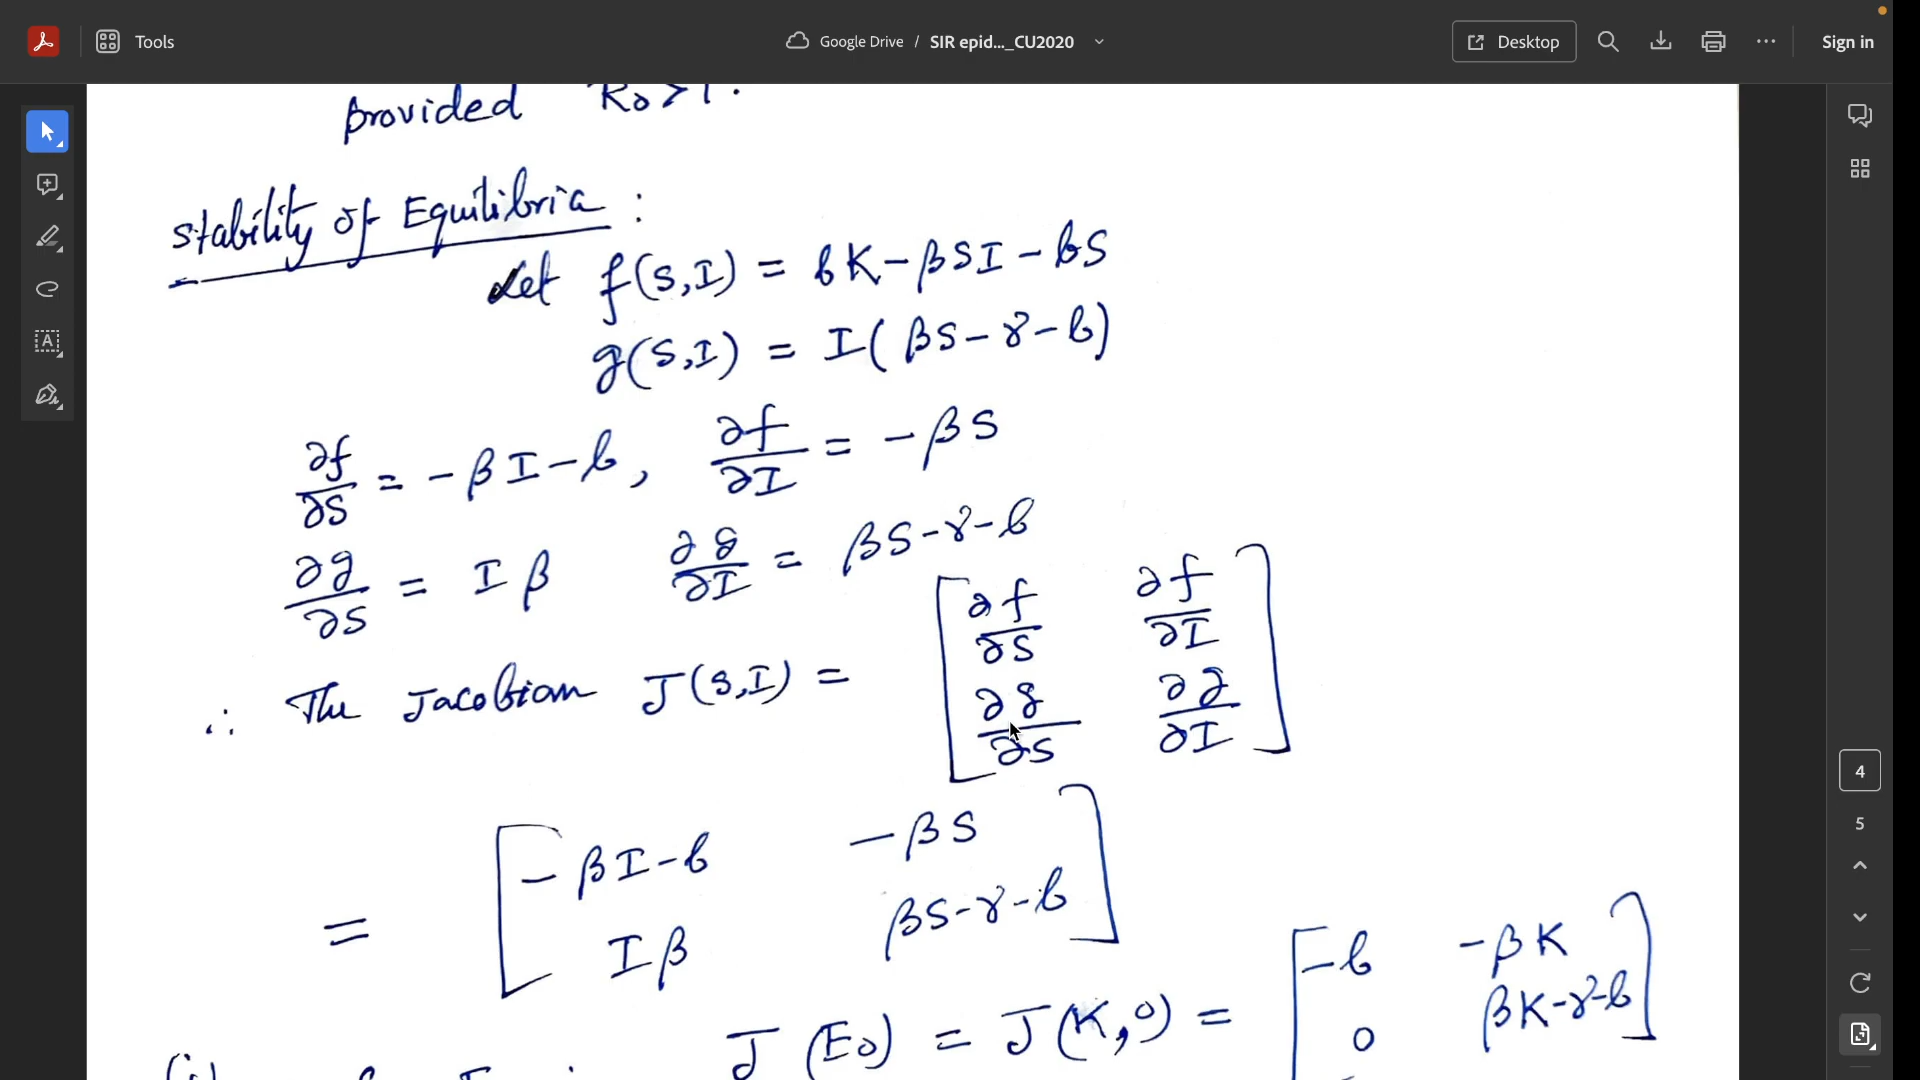 Tools
Google Drive / SIR epid..._CU2020
Desktop
Sign in
provided R₀ > 1.
Stability of Equilibria :
Let f(S,I) = bK - βSI - bS
g(S,I) = I(βS - γ - b)
∂f/∂S = -βI - b, ∂f/∂I = -βS
∂g/∂S = Iβ ∂g/∂I = βS - γ - b
∴ The Jacobian J(S,I) = [ ∂f/∂S ∂f/∂I
∂g/∂S ∂g/∂I ]
= [ -βI - b -βS
Iβ βS - γ - b ]
J(E₀) = J(K,0) = [ -b -βK
0 βK - γ - b ]
4
5